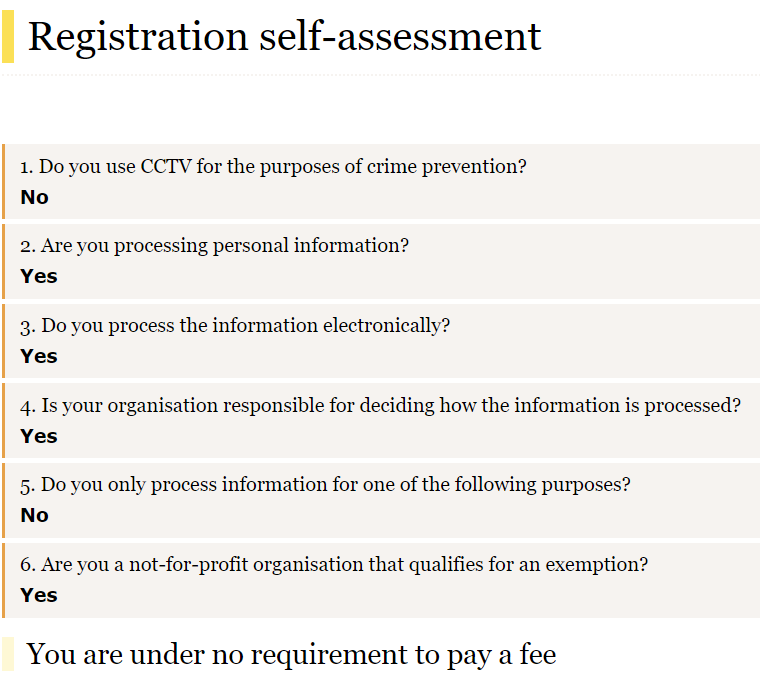 Registration self-assessment
1. Do you use CCTV for the purposes of crime prevention?
No
2. Are you processing personal information?
Yes
3. Do you process the information electronically?
Yes
4. Is your organisation responsible for deciding how the information is processed?
Yes
5. Do you only process information for one of the following purposes?
No
6. Are you a not-for-profit organisation that qualifies for an exemption?
Yes
You are under no requirement to pay a fee